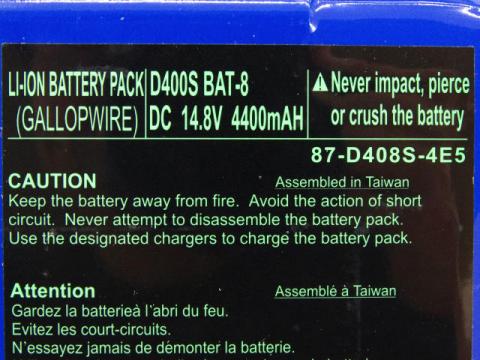 LI-ION BATTERY PACK
(GALLOPWIRE)
D400S BAT-8
DC 14.8V 4400mAH
⚠Never impact, pierce
or crush the battery
87-D408S-4E5
CAUTION
Assembled in Taiwan
Keep the battery away from fire. Avoid the action of short
circuit. Never attempt to disassemble the battery pack.
Use the designated chargers to charge the battery pack.
Attention
Assemblé à Taiwan
Gardez la batterieà l'abri du feu.
Evitez les court-circuits.
N'essayez jamais de démonter la batterie.